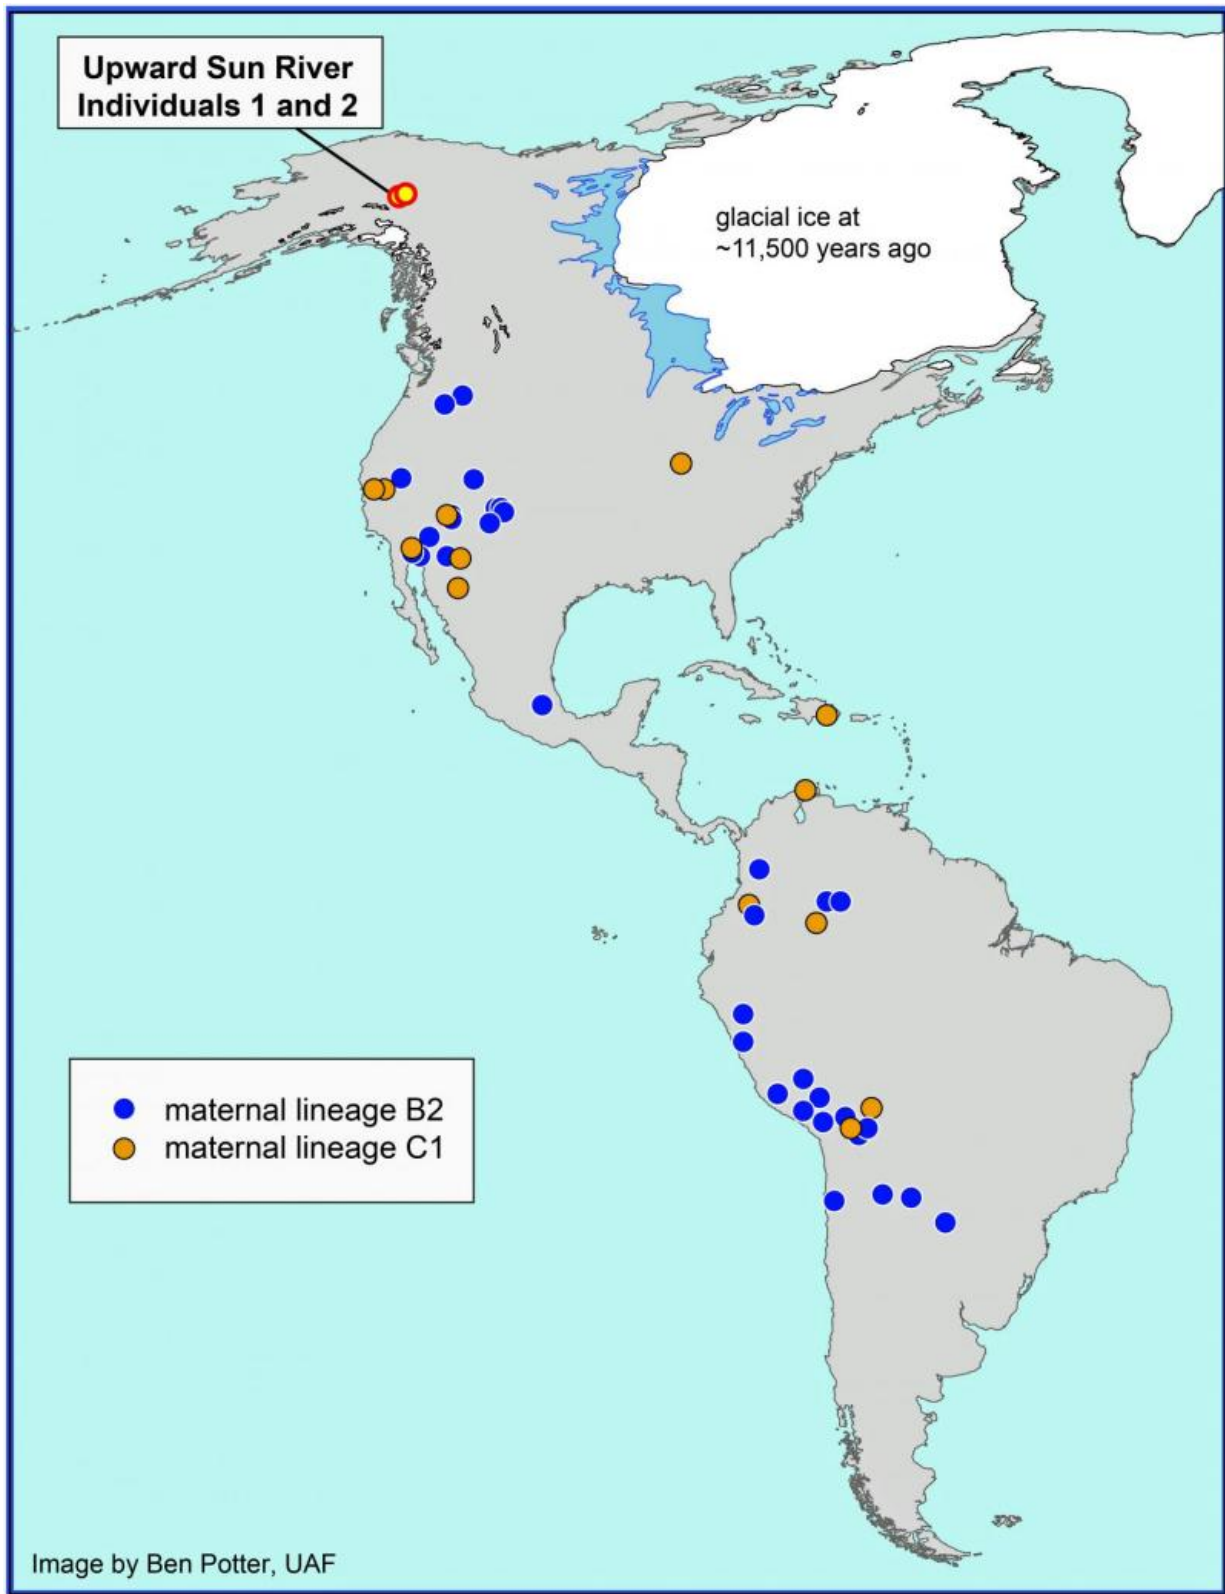 Upward Sun River
Individuals 1 and 2
glacial ice at
~11,500 years ago
maternal lineage B2
maternal lineage C1
Image by Ben Potter, UAF